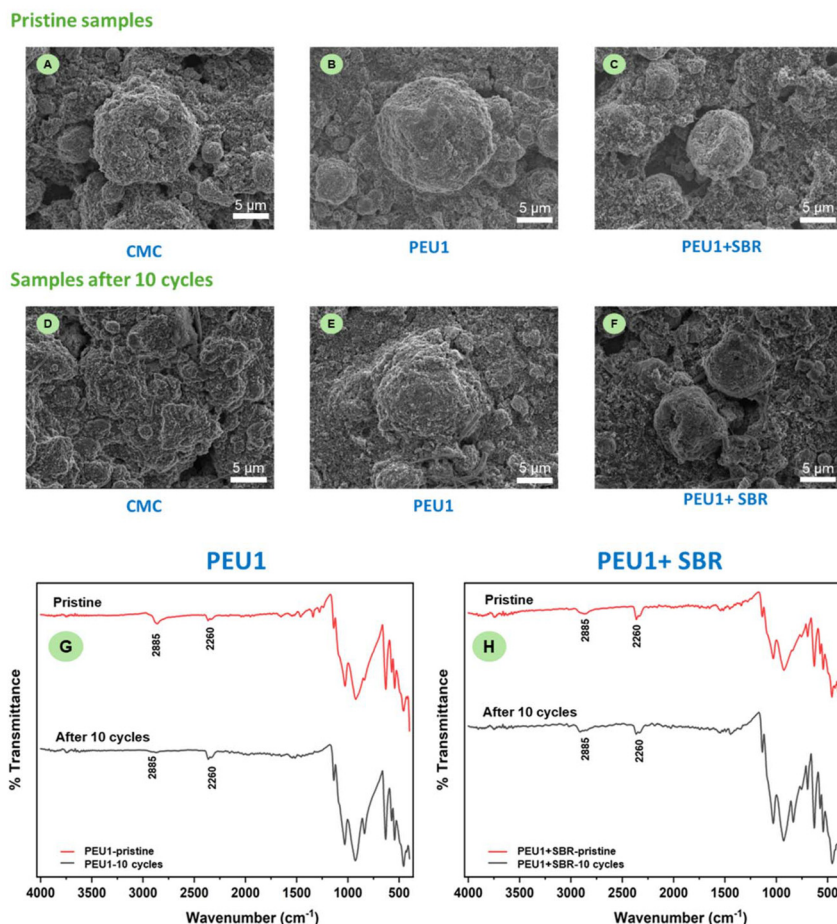 Pristine samples
A
B
C
5 µm
5 µm
5 µm
CMC
PEU1
PEU1+SBR
Samples after 10 cycles
D
E
F
5 µm
5 µm
5 µm
CMC
PEU1
PEU1+ SBR
PEU1
% Transmittance
Pristine
G
2885
2260
After 10 cycles
2885
2260
PEU1-pristine
PEU1-10 cycles
4000 3500 3000 2500 2000 1500 1000 500
Wavenumber (cm⁻¹)
PEU1+ SBR
% Transmittance
Pristine
H
2885
2260
After 10 cycles
2885
2260
PEU1+SBR-pristine
PEU1+SBR-10 cycles
4000 3500 3000 2500 2000 1500 1000 500
Wavenumber (cm⁻¹)